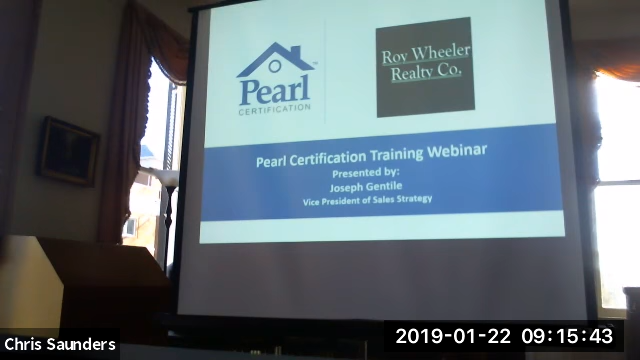 Pearl™
CERTIFICATION
Roy Wheeler
Realty Co.
Pearl Certification Training Webinar
Presented by:
Joseph Gentile
Vice President of Sales Strategy
Chris Saunders
2019-01-22 09:15:43